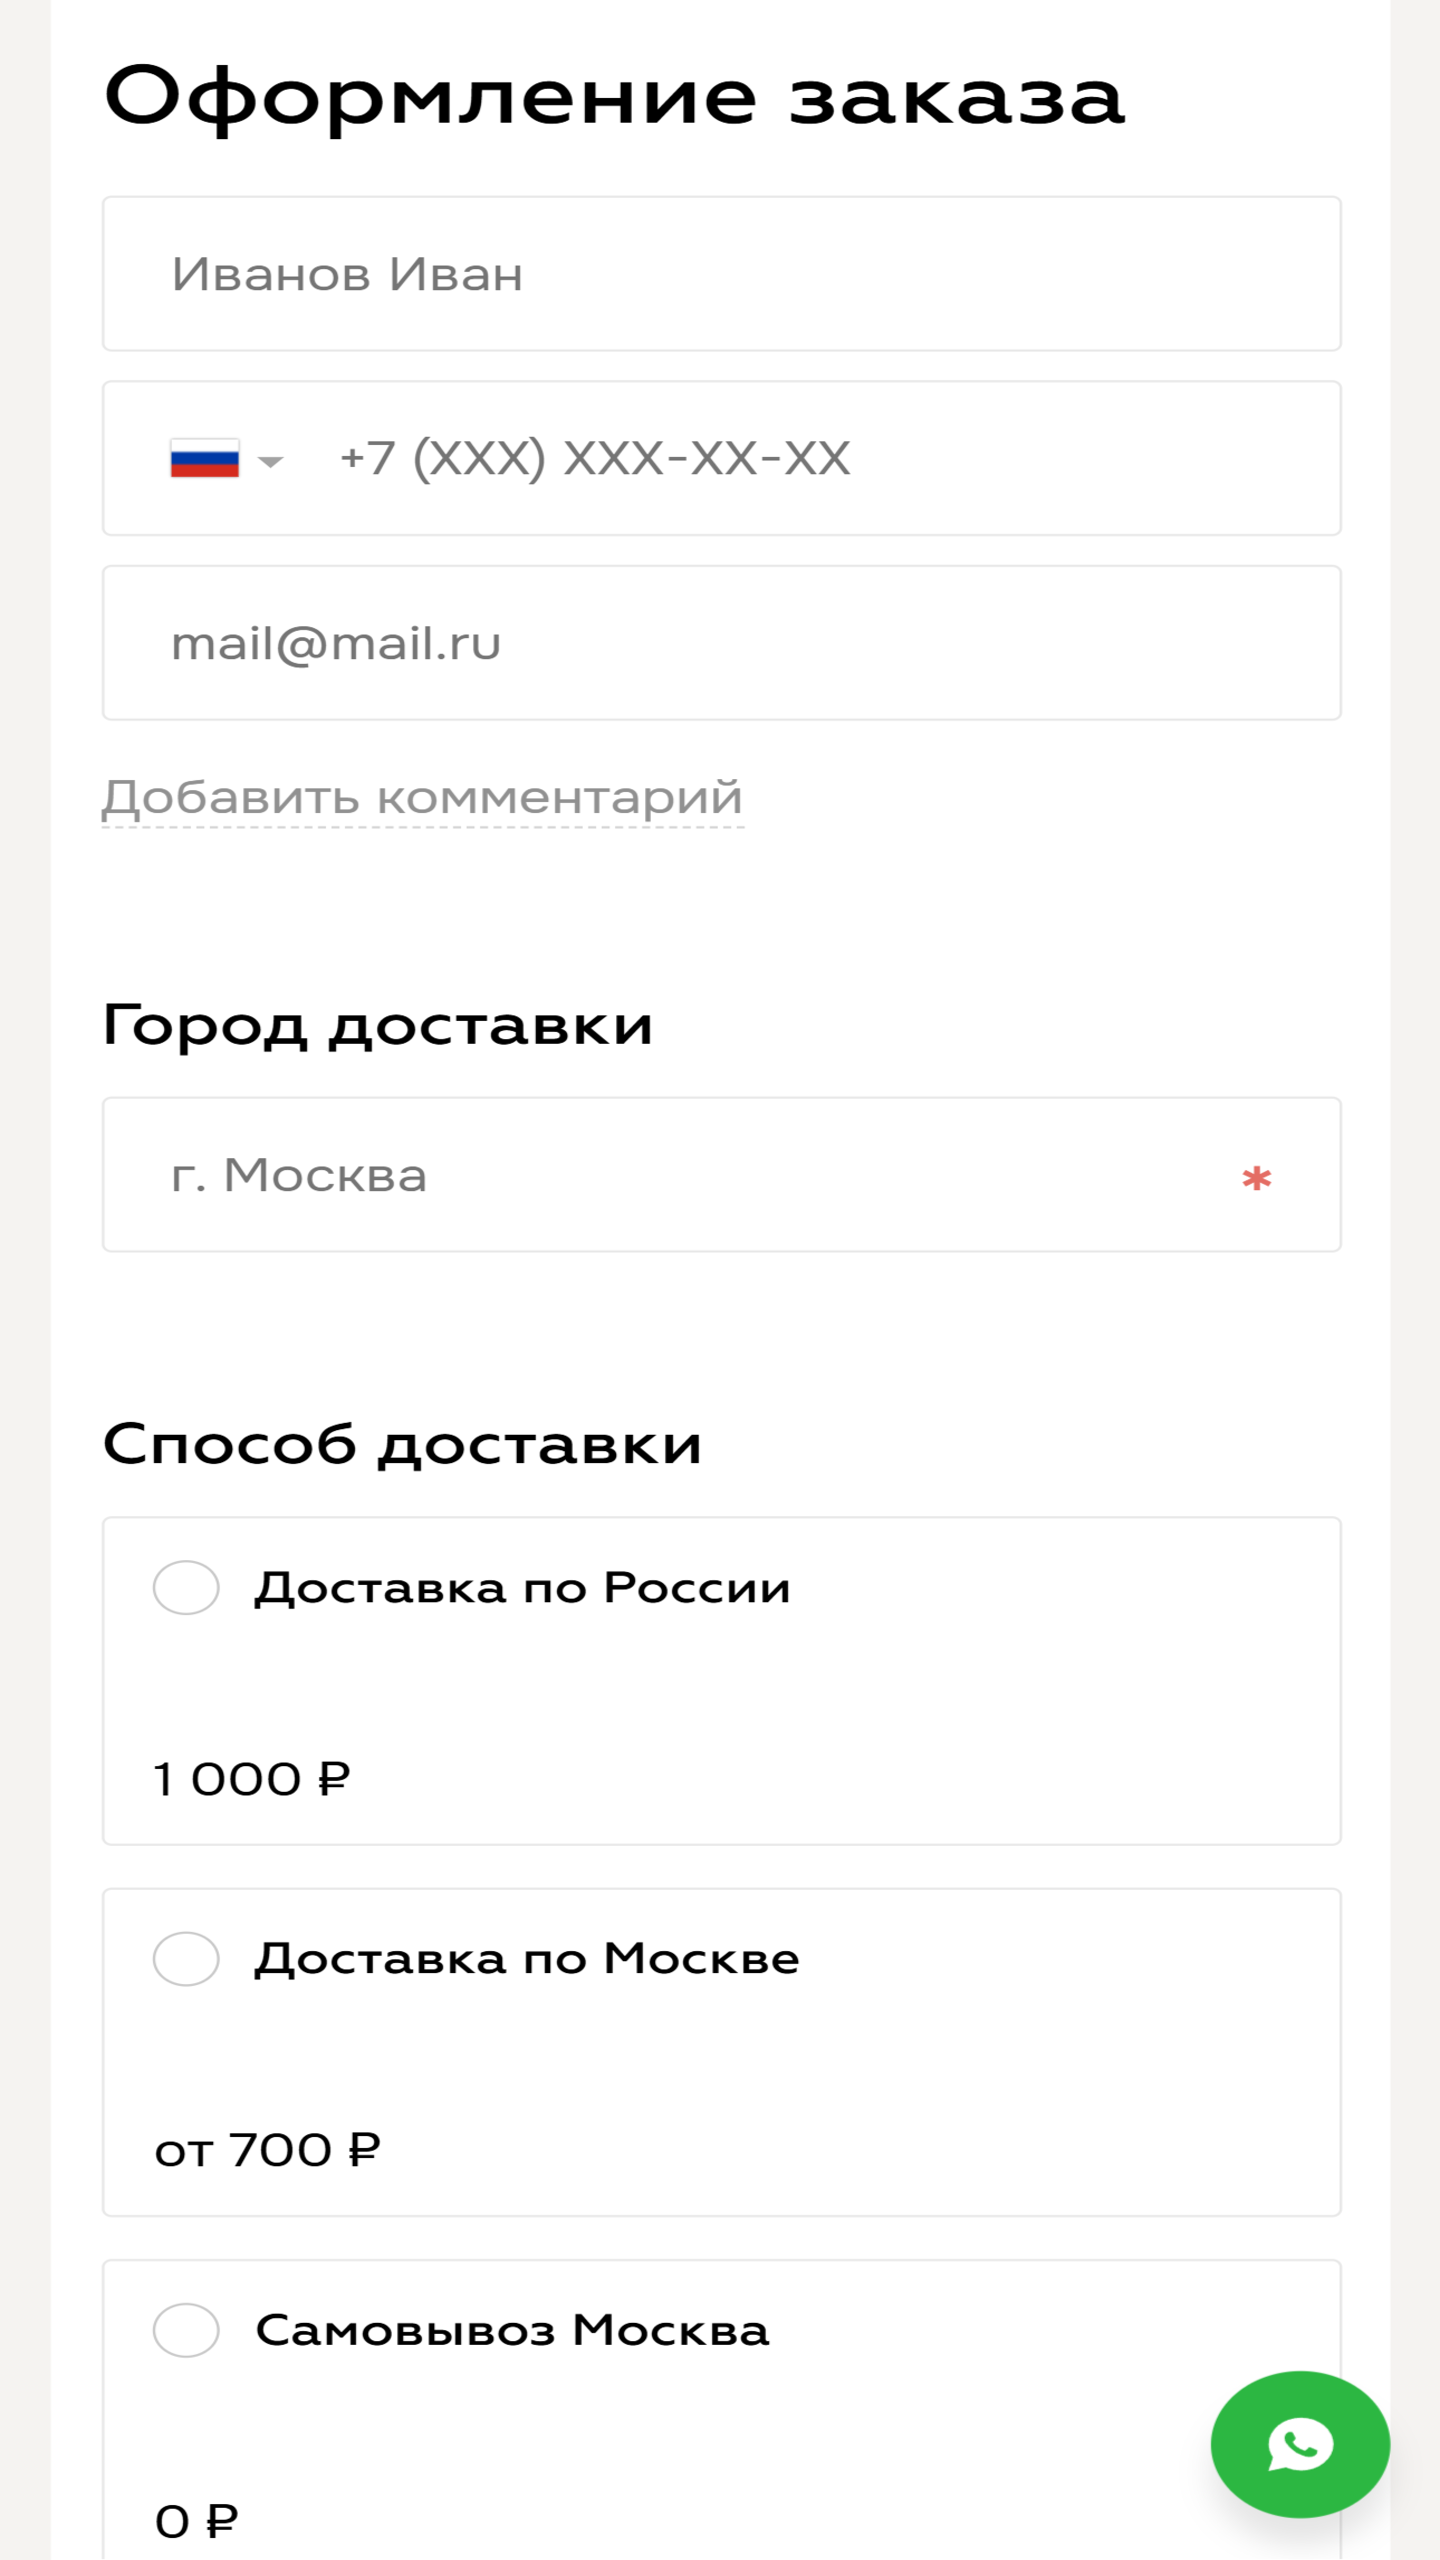 Оформление заказа
Иванов Иван
+7 (XXX) XXX-XX-XX
mail@mail.ru
Добавить комментарий
Город доставки
г. Москва *
Способ доставки
Доставка по России
1 000 ₽
Доставка по Москве
от 700 ₽
Самовывоз Москва
0 ₽